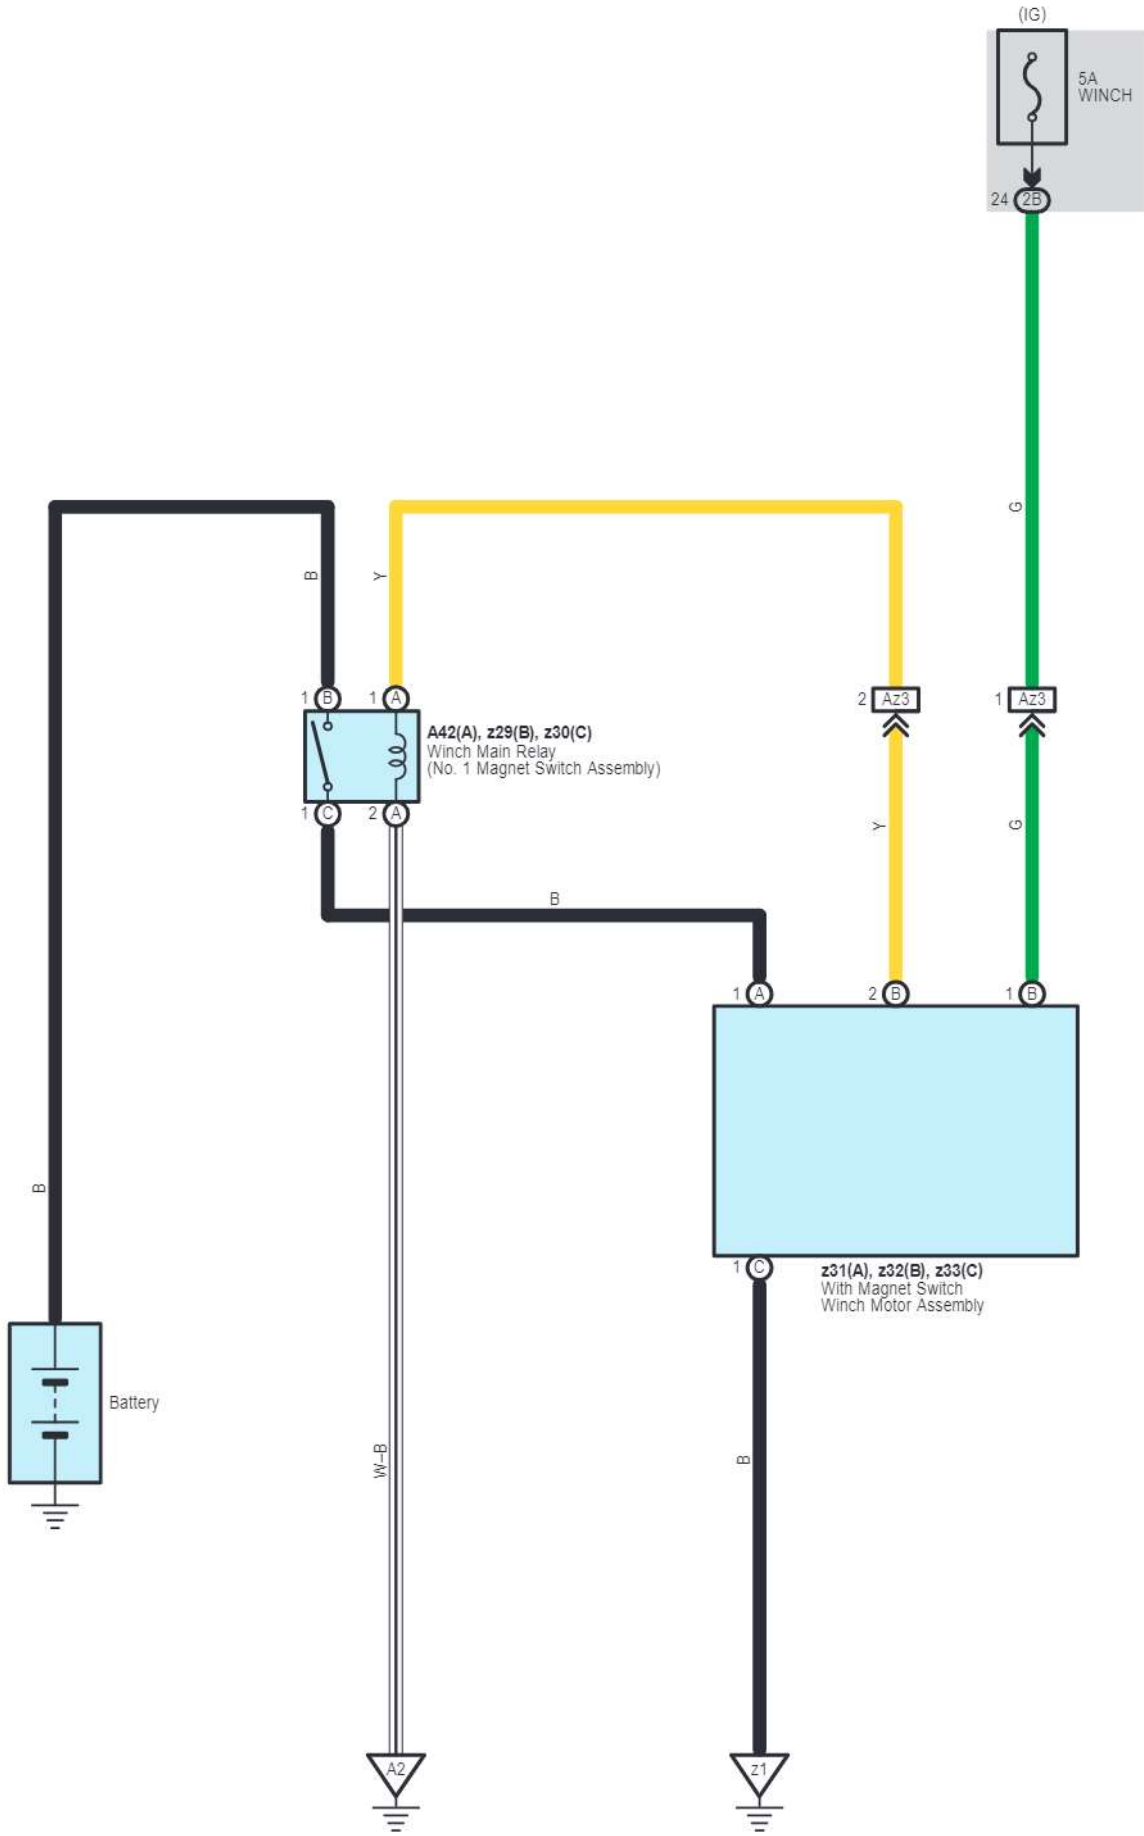 (IG)
5A
WINCH
24 2B
G
B
Y
1 B
1 A
2 Az3
1 Az3
A42(A), z29(B), z30(C)
Winch Main Relay
(No. 1 Magnet Switch Assembly)
1 C
2 A
Y
G
B
1 A
2 B
1 B
B
1 C
z31(A), z32(B), z33(C)
With Magnet Switch
Winch Motor Assembly
Battery
W-B
B
A2
z1